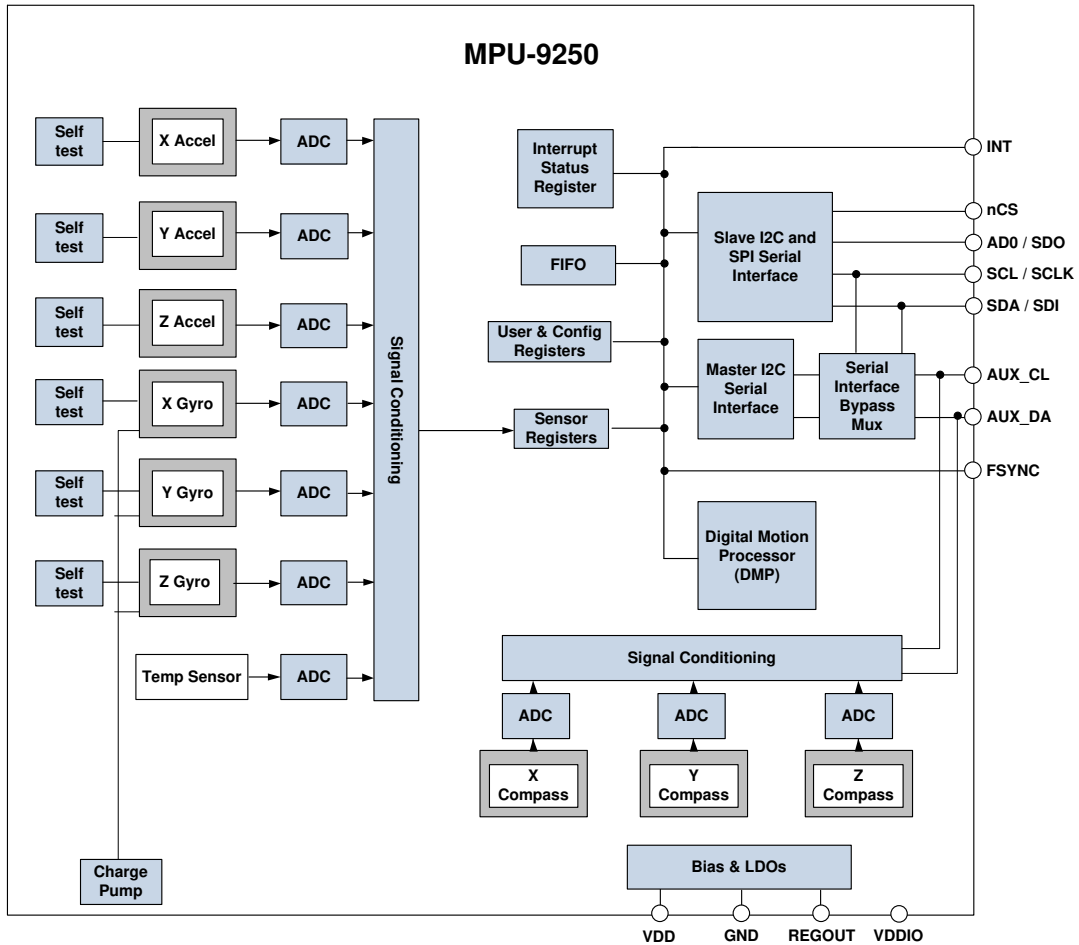 MPU-9250
Self
test
X Accel
ADC
Self
test
Y Accel
ADC
Self
test
Z Accel
ADC
Self
test
X Gyro
ADC
Self
test
Y Gyro
ADC
Self
test
Z Gyro
ADC
Temp Sensor
ADC
Signal Conditioning
Charge
Pump
Interrupt
Status
Register
FIFO
User & Config
Registers
Sensor
Registers
Slave I2C and
SPI Serial
Interface
Master I2C
Serial
Interface
Serial
Interface
Bypass
Mux
Digital Motion
Processor
(DMP)
INT
nCS
AD0 / SDO
SCL / SCLK
SDA / SDI
AUX_CL
AUX_DA
FSYNC
Signal Conditioning
ADC
ADC
ADC
X
Compass
Y
Compass
Z
Compass
Bias & LDOs
VDD
GND
REGOUT
VDDIO